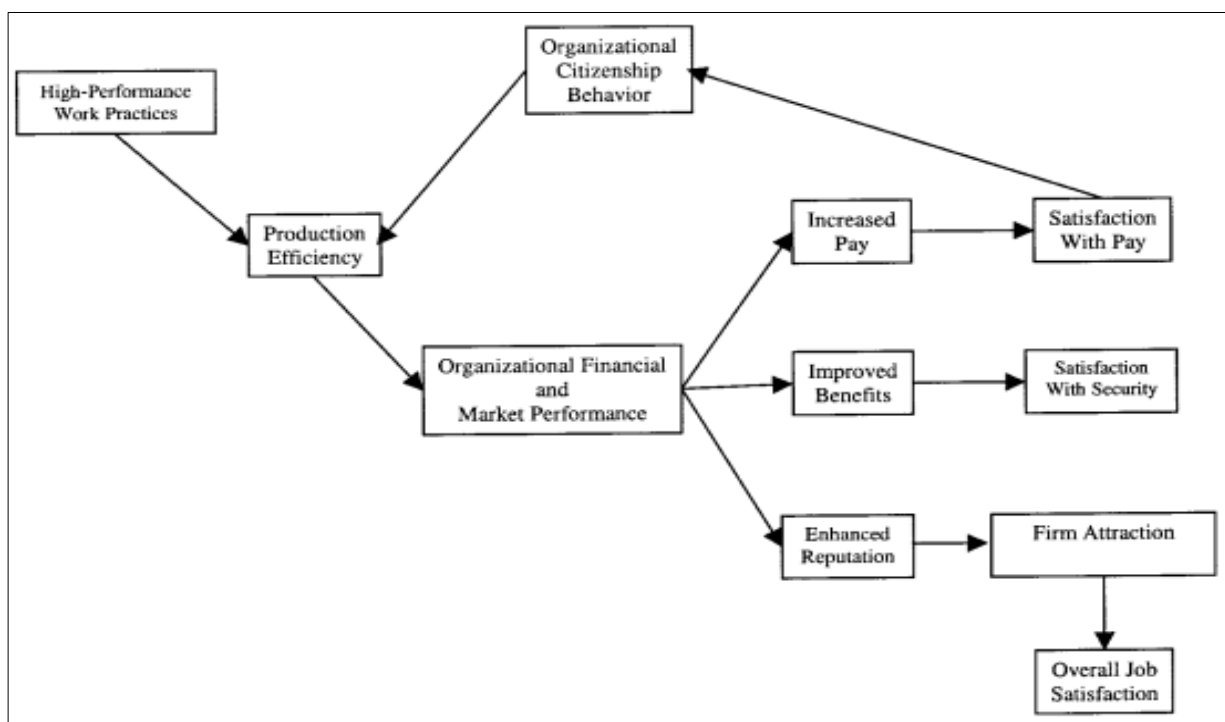 Organizational
Citizenship
Behavior
High-Performance
Work Practices
Production
Efficiency
Increased
Pay
Satisfaction
With Pay
Organizational Financial
and
Market Performance
Improved
Benefits
Satisfaction
With Security
Enhanced
Reputation
Firm Attraction
Overall Job
Satisfaction